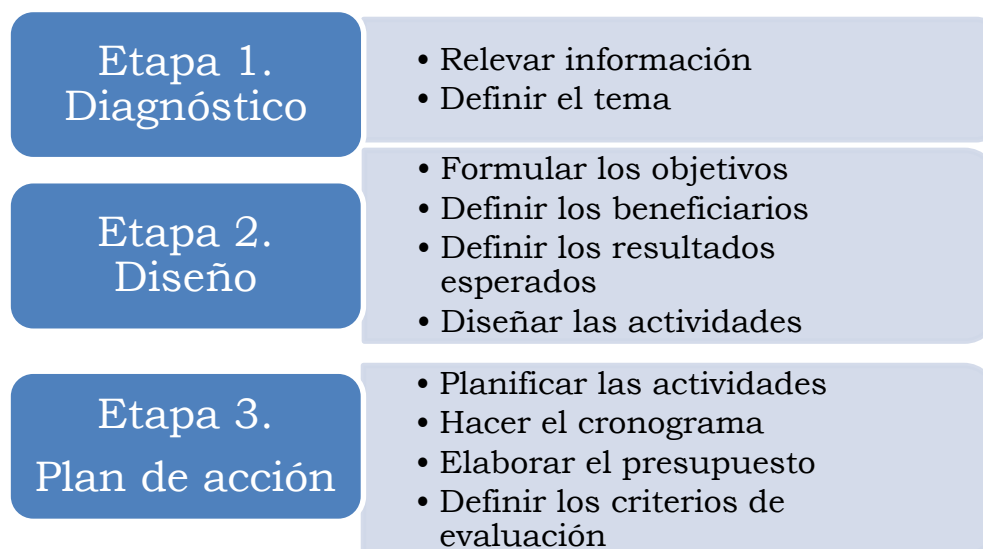 Etapa 1.
Diagnóstico
• Relevar información
• Definir el tema
Etapa 2.
Diseño
• Formular los objetivos
• Definir los beneficiarios
• Definir los resultados
esperados
• Diseñar las actividades
Etapa 3.
Plan de acción
• Planificar las actividades
• Hacer el cronograma
• Elaborar el presupuesto
• Definir los criterios de
evaluación